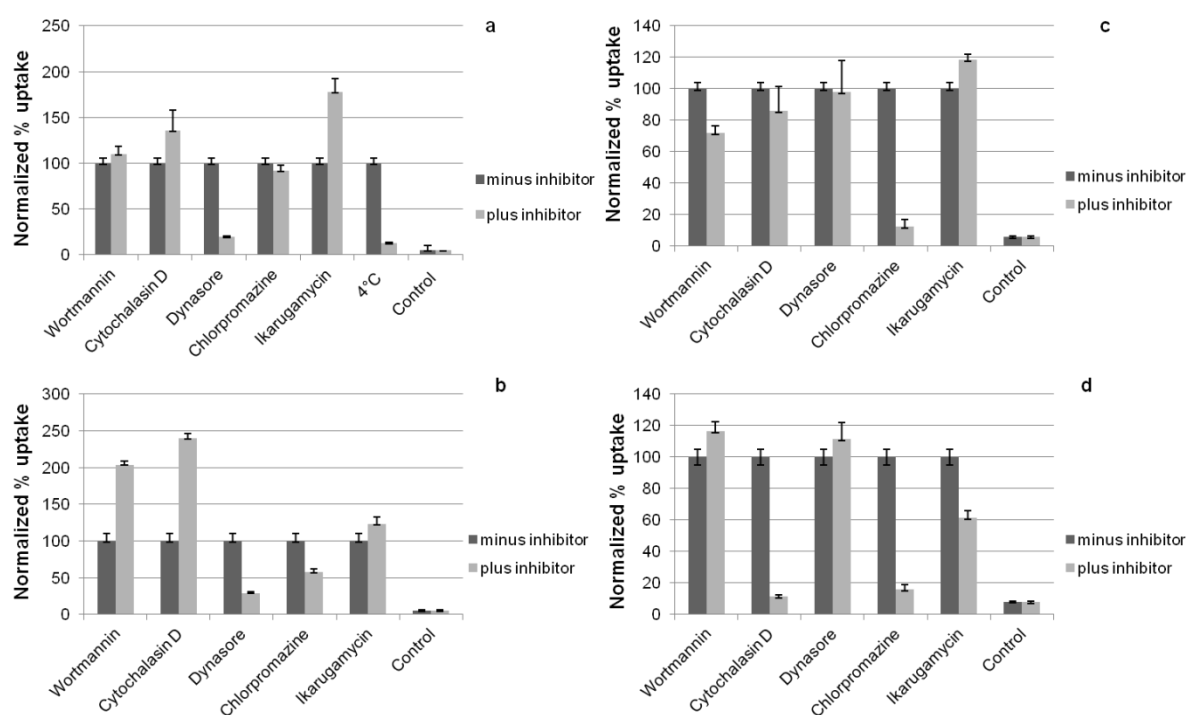 a
Normalized % uptake
250
200
150
100
50
0
Wortmannin
Cytochalasin D
Dynasore
Chlorpromazine
Ikarugamycin
4°C
Control
minus inhibitor
plus inhibitor
c
Normalized % uptake
140
120
100
80
60
40
20
0
Wortmannin
Cytochalasin D
Dynasore
Chlorpromazine
Ikarugamycin
Control
minus inhibitor
plus inhibitor
b
Normalized % uptake
300
250
200
150
100
50
0
Wortmannin
Cytochalasin D
Dynasore
Chlorpromazine
Ikarugamycin
Control
minus inhibitor
plus inhibitor
d
Normalized % uptake
140
120
100
80
60
40
20
0
Wortmannin
Cytochalasin D
Dynasore
Chlorpromazine
Ikarugamycin
Control
minus inhibitor
plus inhibitor